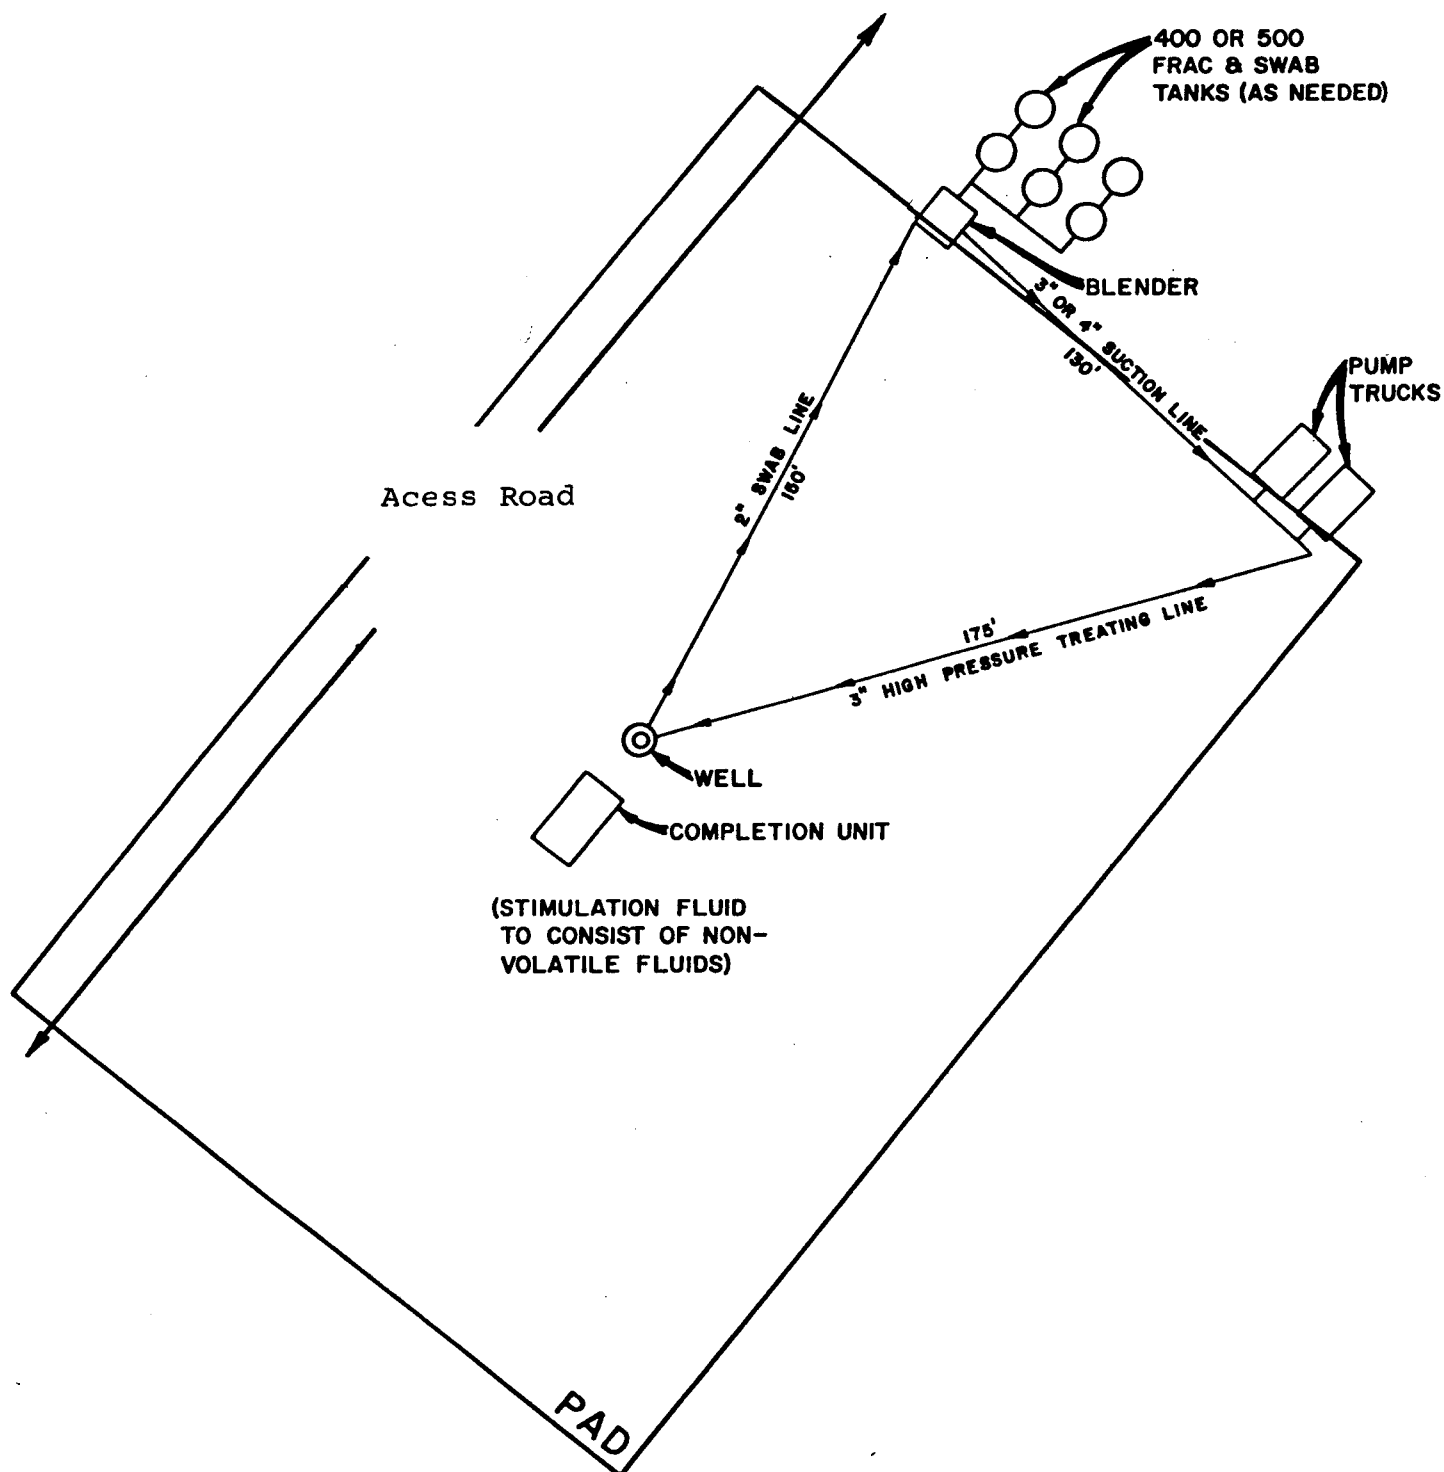 400 OR 500
FRAC & SWAB
TANKS (AS NEEDED)
BLENDER
3" OR 4" SUCTION LINE
130'
PUMP
TRUCKS
2" SWAB LINE
150'
Acess Road
175'
3" HIGH PRESSURE TREATING LINE
WELL
COMPLETION UNIT
(STIMULATION FLUID
TO CONSIST OF NON-
VOLATILE FLUIDS)
PAD